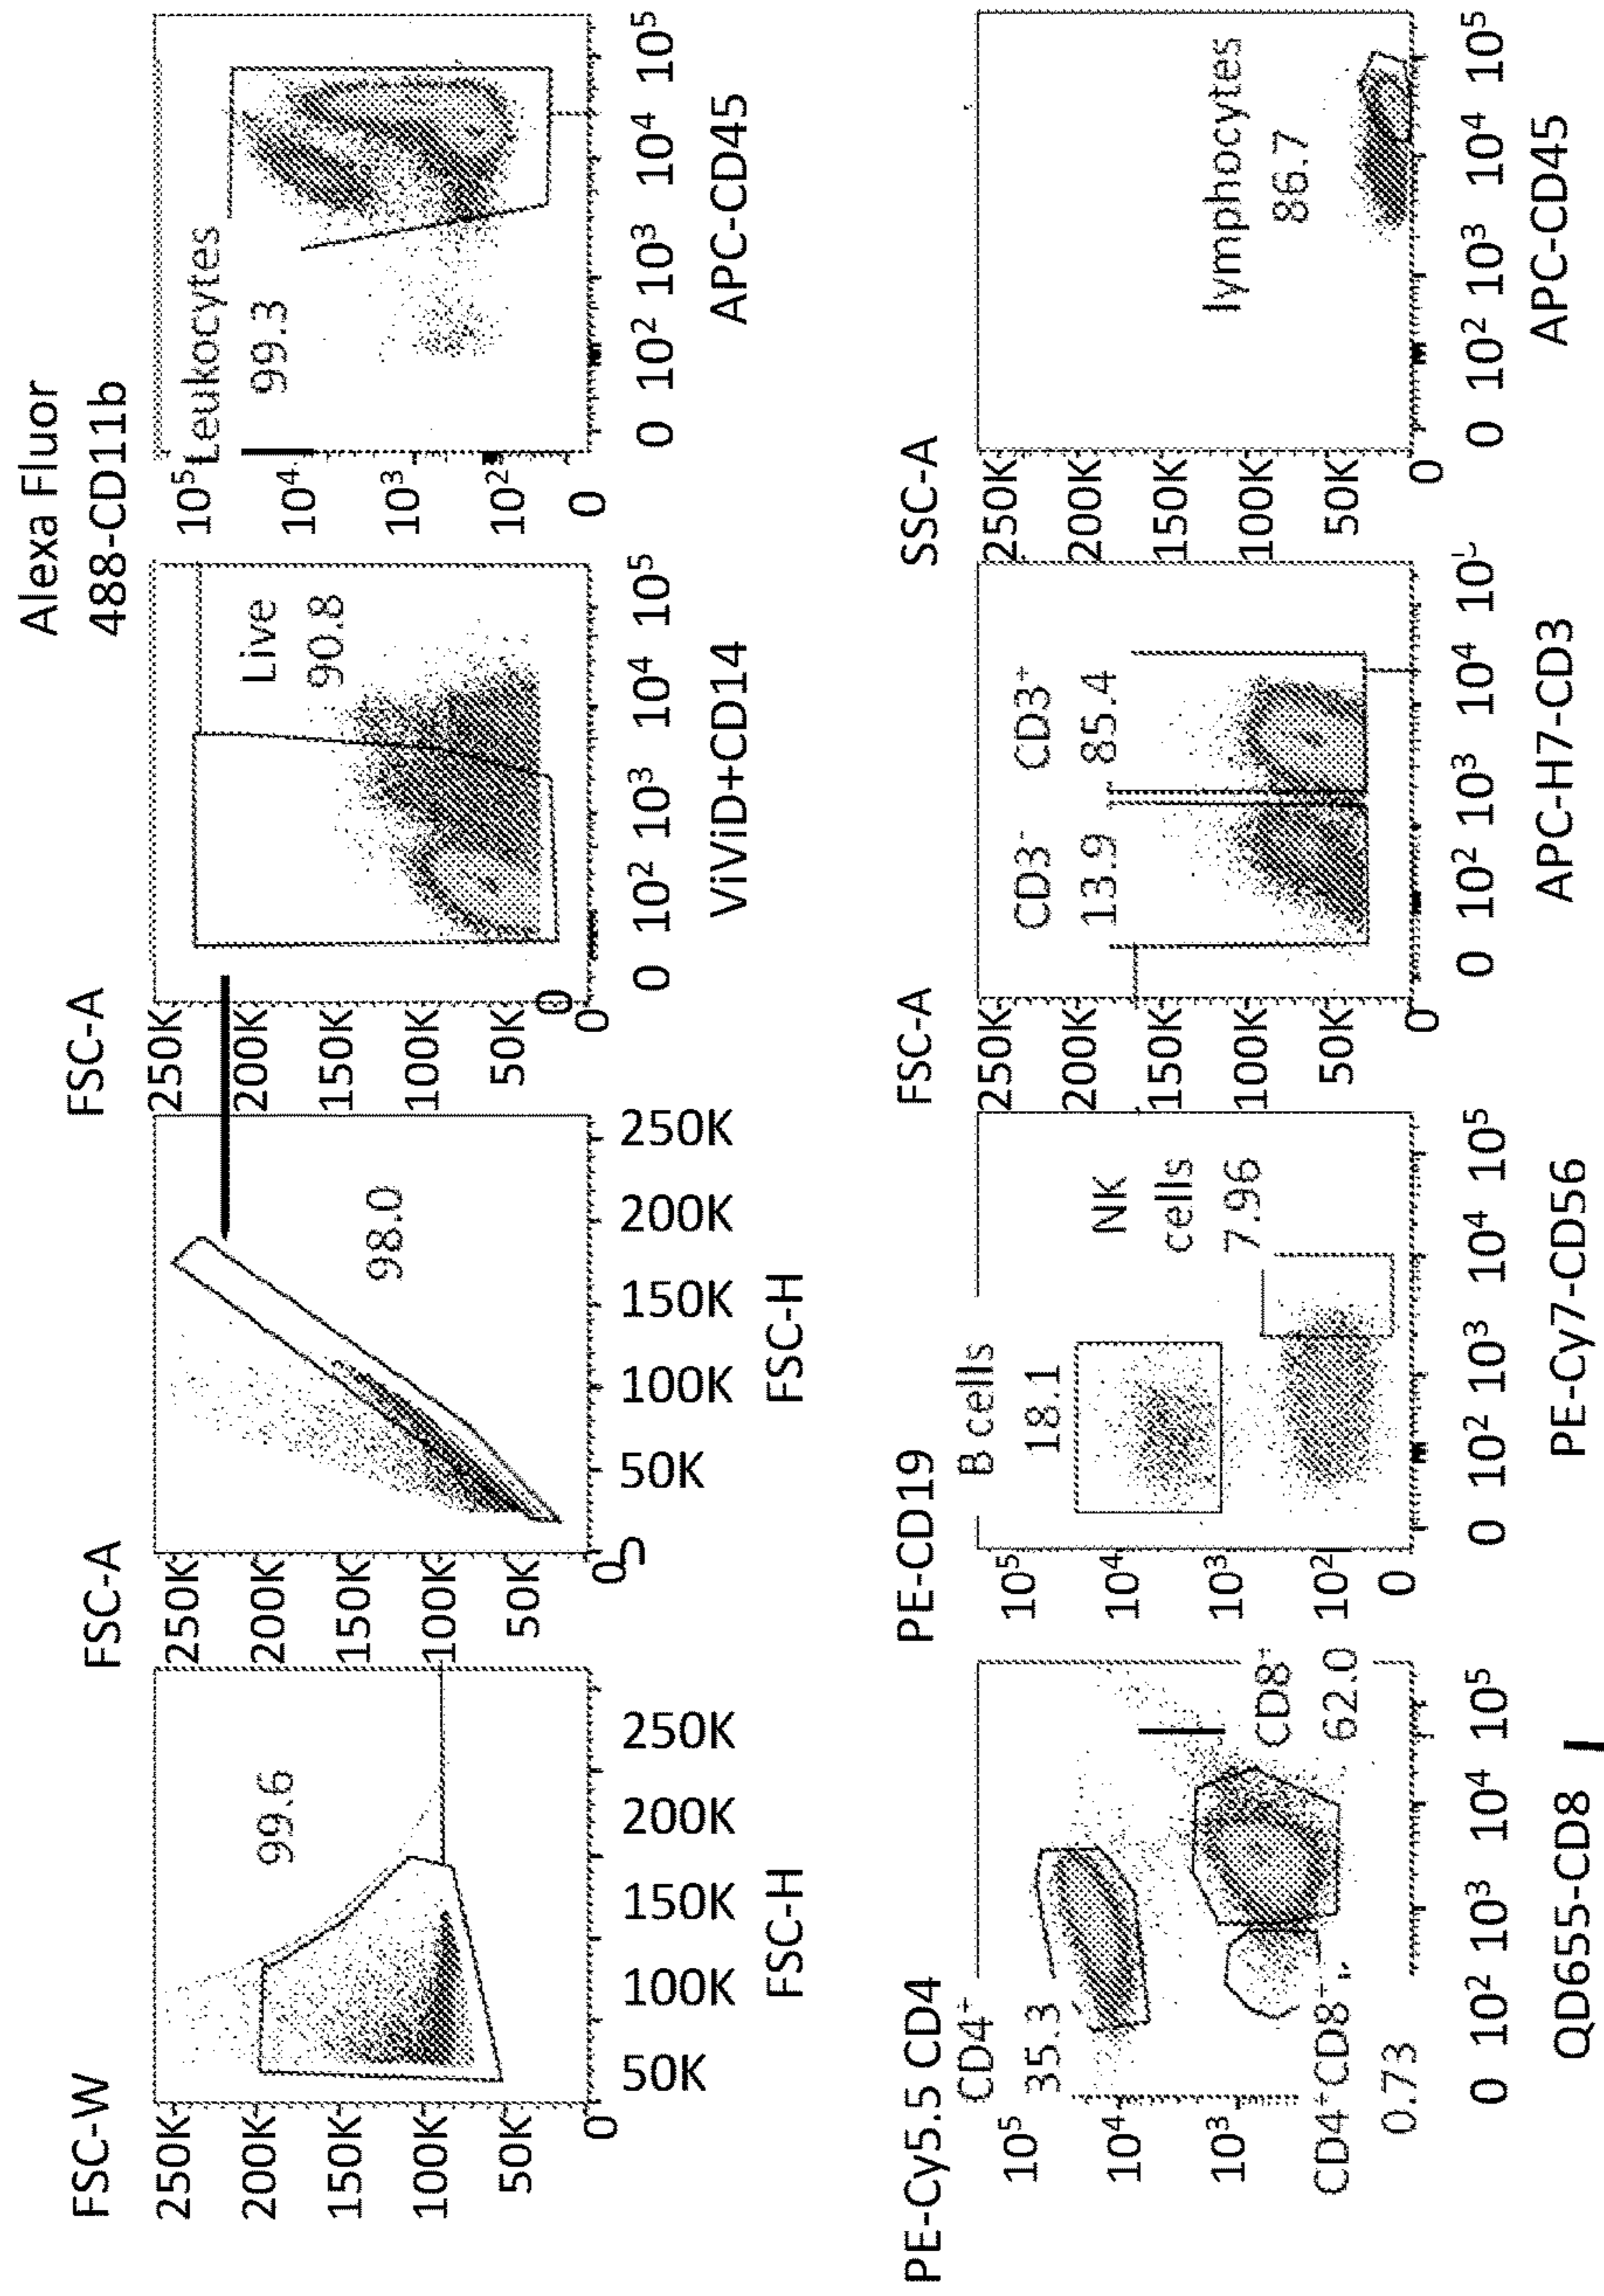 FSC-W
250K
200K
150K
100K
50K
0
99.6
50K 100K 150K 200K 250K
FSC-H
FSC-A
250K
200K
150K
100K
50K
0
98.0
50K 100K 150K 200K 250K
FSC-H
FSC-A
250K
200K
150K
100K
50K
0
0
Live
90.8
0 10² 10³ 10⁴ 10⁵
ViViD+CD14
Alexa Fluor
488-CD11b
10⁵
10⁴
10³
10²
0
Leukocytes
99.3
0 10² 10³ 10⁴ 10⁵
APC-CD45
PE-Cy5.5 CD4
10⁵
10⁴
10³
CD4⁺
35.3
CD8⁺
62.0
CD4⁺CD8⁺
0.73
0 10² 10³ 10⁴ 10⁵
QD655-CD8
PE-CD19
10⁵
10⁴
10³
10²
0
B cells
18.1
NK
cells
7.96
0 10² 10³ 10⁴ 10⁵
PE-Cy7-CD56
FSC-A
250K
200K
150K
100K
50K
0
CD3⁻
13.9
CD3⁺
85.4
0 10² 10³ 10⁴
APC-H7-CD3
SSC-A
250K
200K
150K
100K
50K
0
lymphocytes
86.7
0 10² 10³ 10⁴ 10⁵
APC-CD45